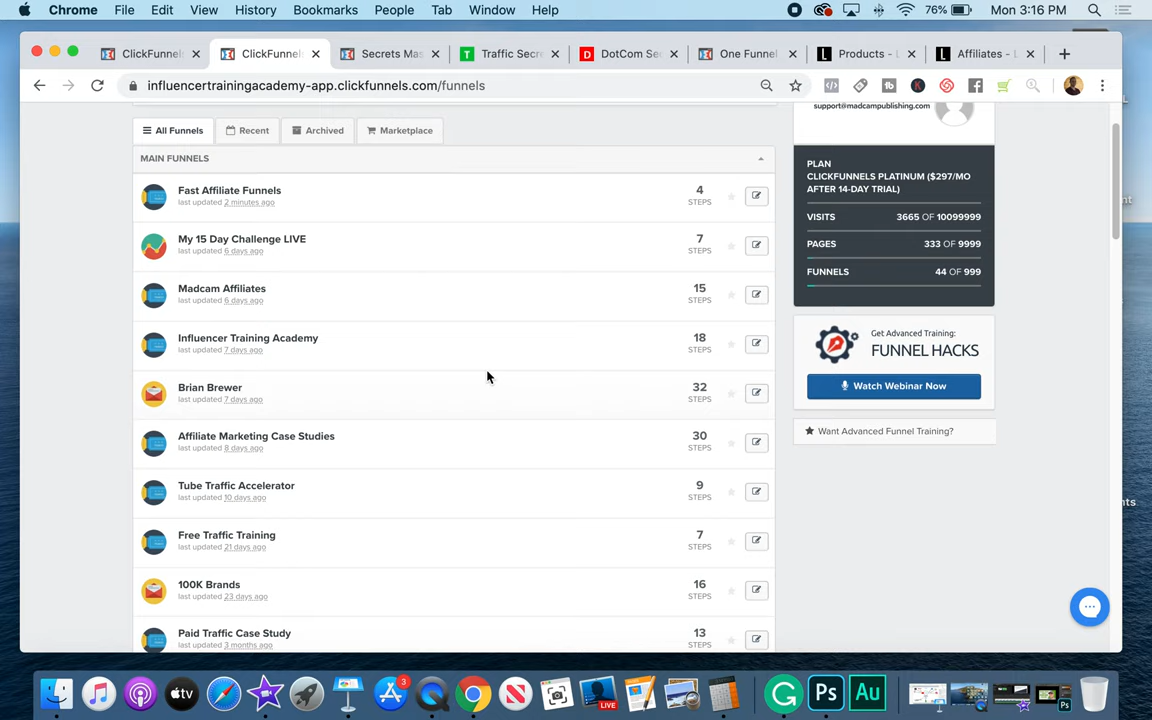 Chrome File Edit View History Bookmarks People Tab Window Help 76% Mon 3:16 PM
ClickFunnels ClickFunnels Secrets Mas Traffic Secre DotCom Sec One Funnel Products - L Affiliates - L
influencertrainingacademy-app.clickfunnels.com/funnels
support@madcampublishing.com
All Funnels Recent Archived Marketplace
MAIN FUNNELS
Fast Affiliate Funnels
last updated 2 minutes ago
4
STEPS
My 15 Day Challenge LIVE
last updated 6 days ago
7
STEPS
Madcam Affiliates
last updated 6 days ago
15
STEPS
Influencer Training Academy
last updated 7 days ago
18
STEPS
Brian Brewer
last updated 7 days ago
32
STEPS
Affiliate Marketing Case Studies
last updated 8 days ago
30
STEPS
Tube Traffic Accelerator
last updated 10 days ago
9
STEPS
Free Traffic Training
last updated 21 days ago
7
STEPS
100K Brands
last updated 23 days ago
16
STEPS
Paid Traffic Case Study
last updated 3 months ago
13
STEPS
PLAN
CLICKFUNNELS PLATINUM ($297/MO
AFTER 14-DAY TRIAL)
VISITS 3665 OF 10099999
PAGES 333 OF 9999
FUNNELS 44 OF 999
Get Advanced Training:
FUNNEL HACKS
Watch Webinar Now
Want Advanced Funnel Training?
tv
3
LIVE
G
Ps
Au